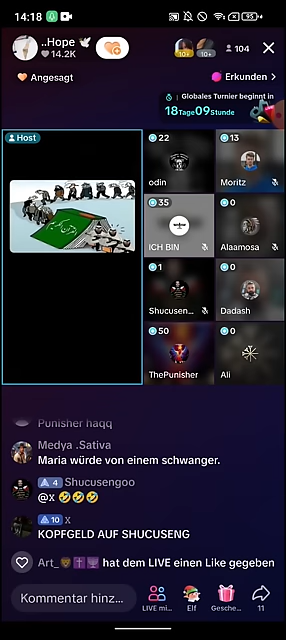 14:18
95
..Hope 🕊
14.2K
10+
10+
104
Angesagt
Erkunden >
Globales Turnier beginnt in
18Tage09Stunde
Host
22
odin
13
Moritz
35
ICH BIN
0
Alaamosa
1
Shucusen...
0
Dadash
50
ThePunisher
0
Ali
Punisher haqq
Medya .Sativa
Maria würde von einem schwanger.
4 Shucusengoo
@x 🤣🤣🤣
10 x
KOPFGELD AUF SHUCUSENG
Art_🦁✝️🕎 hat dem LIVE einen Like gegeben
Kommentar hinz...
LIVE mi...
Elf
Gesche...
11